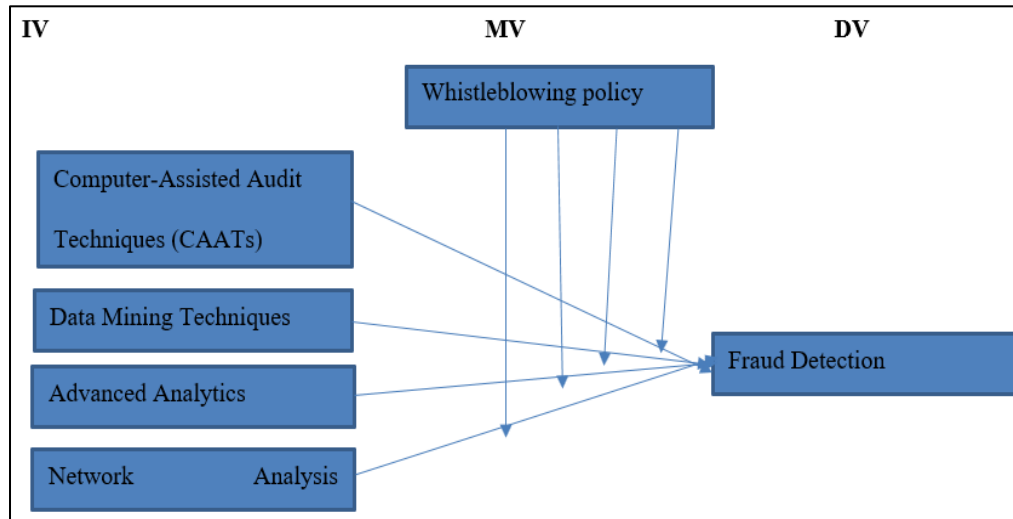 IV MV DV
Whistleblowing policy
Computer-Assisted Audit
Techniques (CAATs)
Data Mining Techniques
Advanced Analytics
Network Analysis
Fraud Detection